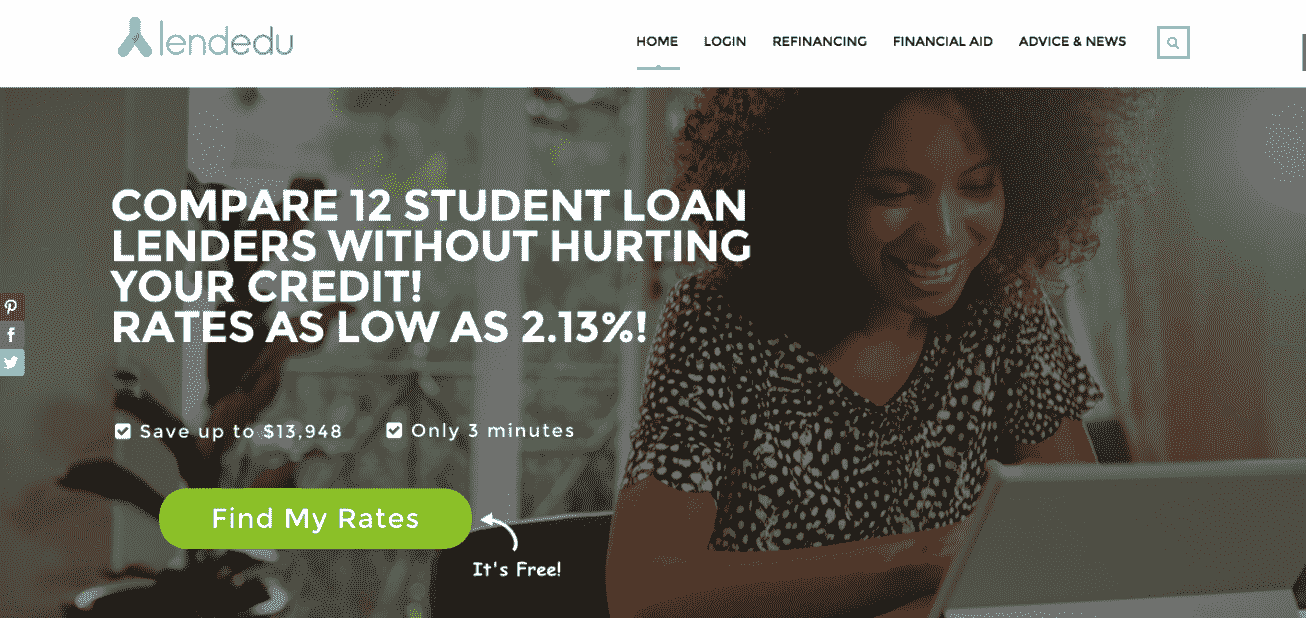 lendedu
HOME LOGIN REFINANCING FINANCIAL AID ADVICE & NEWS
COMPARE 12 STUDENT LOAN
LENDERS WITHOUT HURTING
YOUR CREDIT!
RATES AS LOW AS 2.13%!
Save up to $13,948 Only 3 minutes
Find My Rates
It's Free!